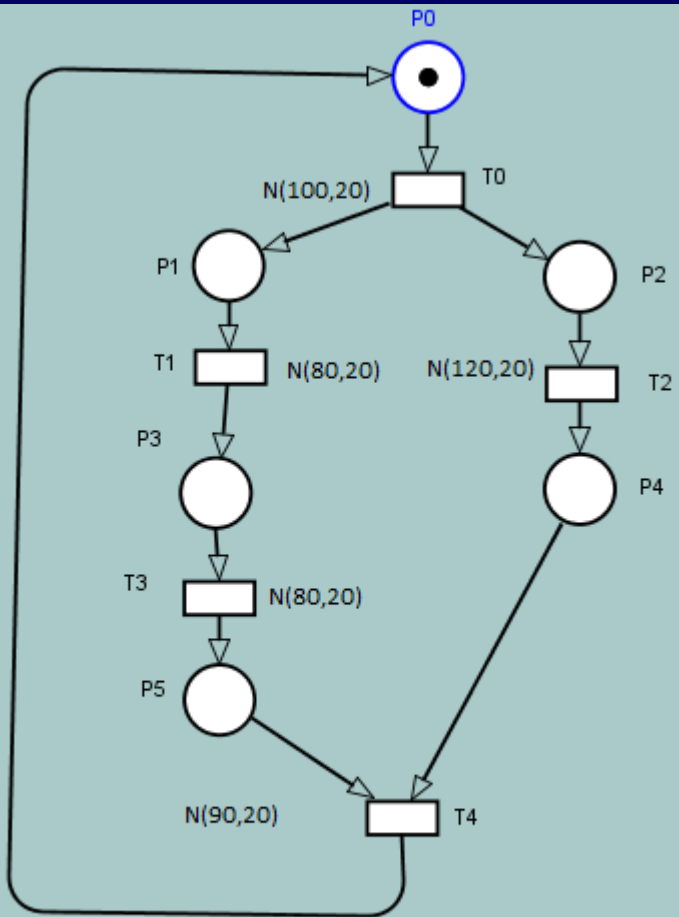 P0
T0
N(100,20)
P1
P2
T1
N(80,20)
N(120,20)
T2
P3
P4
T3
N(80,20)
P5
N(90,20)
T4